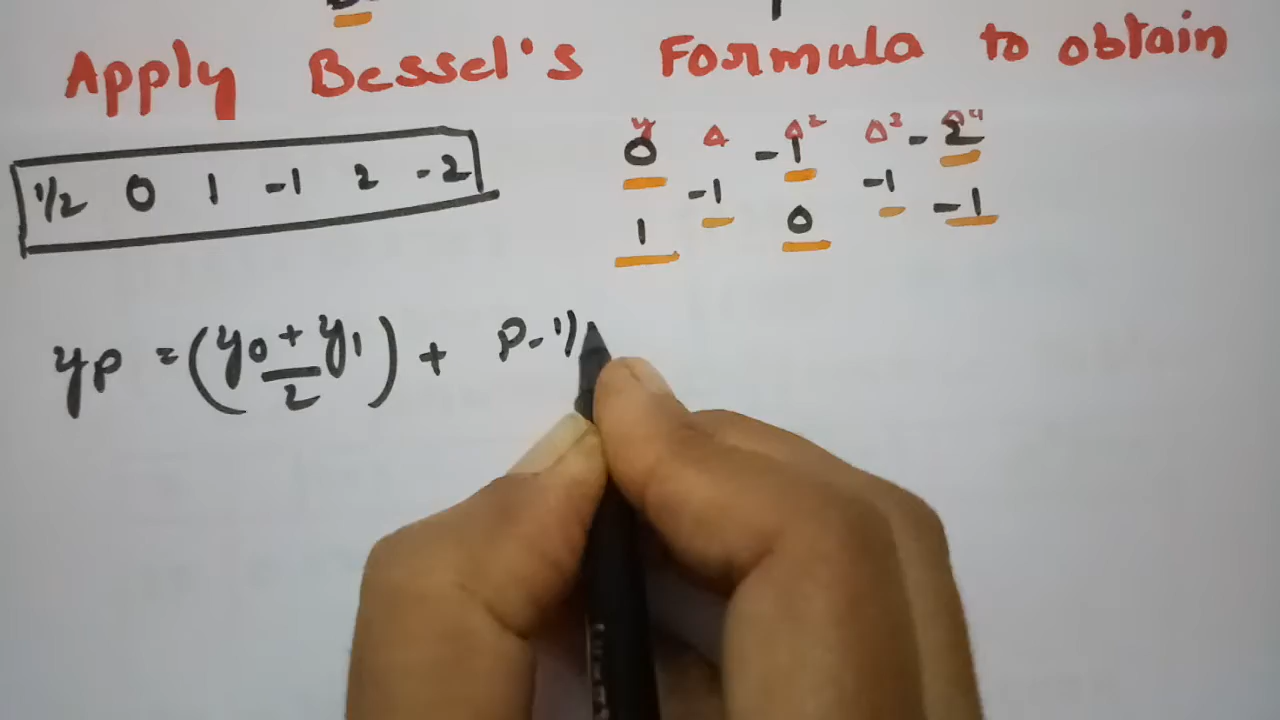 Apply Bessel's Formula to obtain
y Δ Δ² Δ³ Δ⁴
0 -1 -2
1/2 0 1 -1 2 -2
-1 -1
1 0 -1
yp = (y0 + y1 / 2) + p - 1/